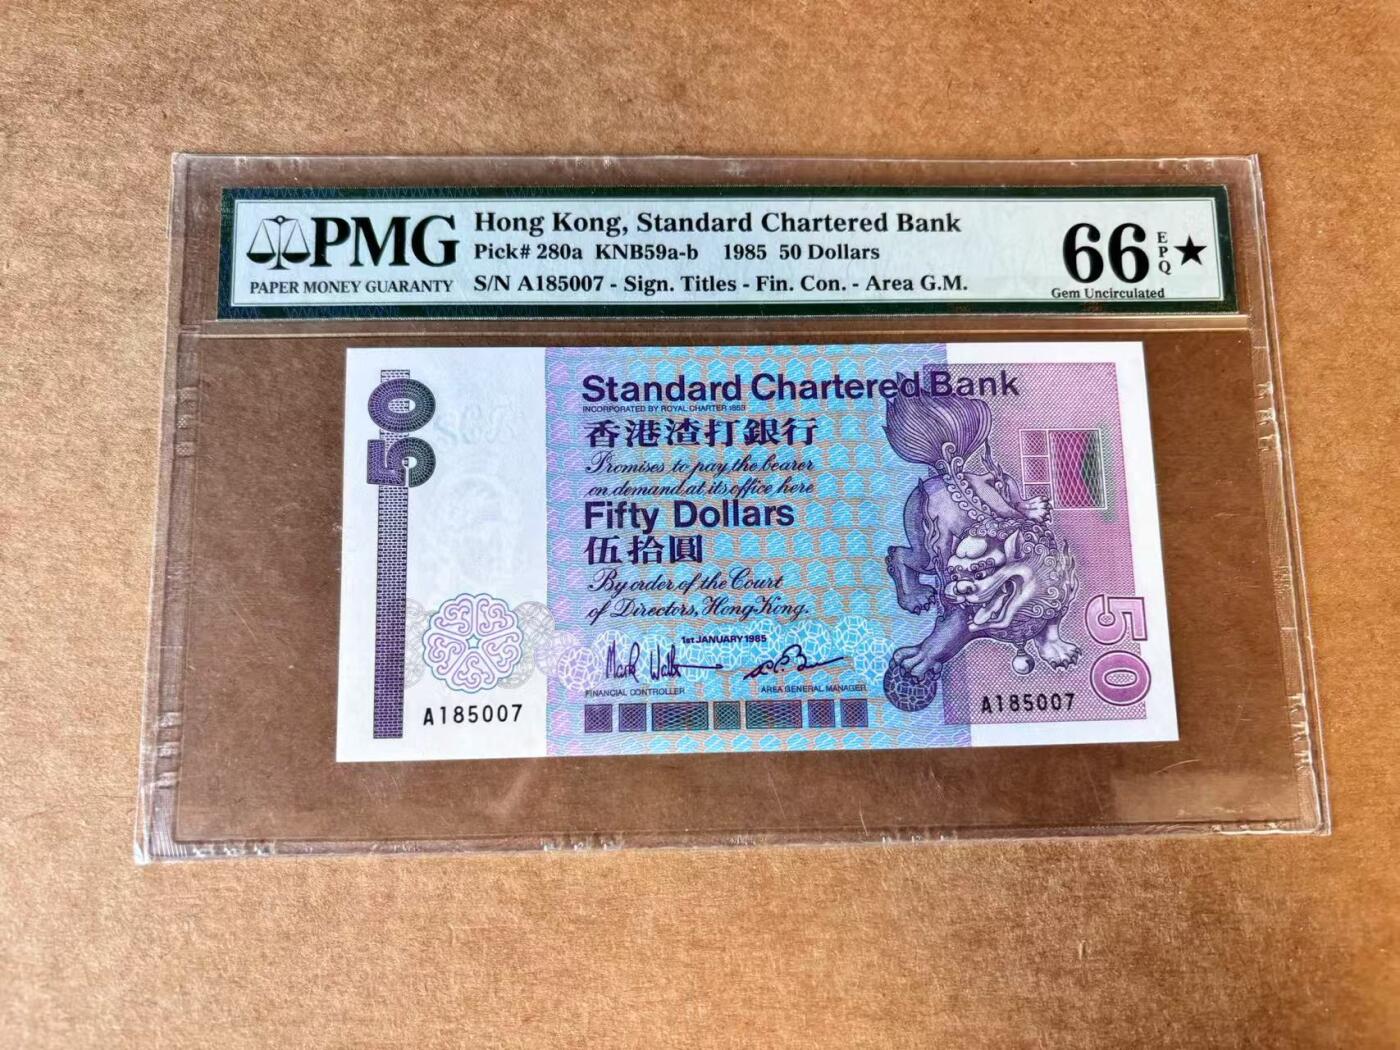 PMG
PAPER MONEY GUARANTY
Hong Kong, Standard Chartered Bank
Pick# 280a KNB59a-b 1985 50 Dollars
S/N A185007 - Sign. Titles - Fin. Con. - Area G.M.
66 EPQ ★
Gem Uncirculated
50
Standard Chartered Bank
INCORPORATED BY ROYAL CHARTER 1853
香港渣打銀行
Promises to pay the bearer
on demand at its office here
Fifty Dollars
伍拾圓
By order of the Court
of Directors, Hong Kong.
1st JANUARY 1985
FINANCIAL CONTROLLER
AREA GENERAL MANAGER
A185007
A185007
50